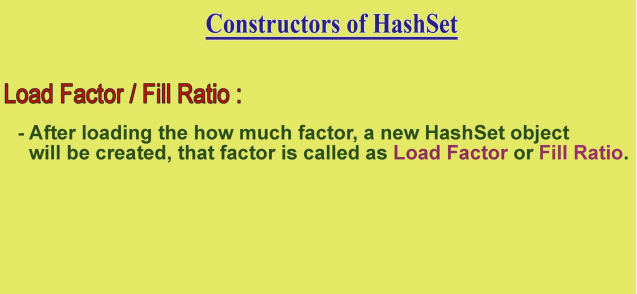 Constructors of HashSet
Load Factor / Fill Ratio :
- After loading the how much factor, a new HashSet object
will be created, that factor is called as Load Factor or Fill Ratio.